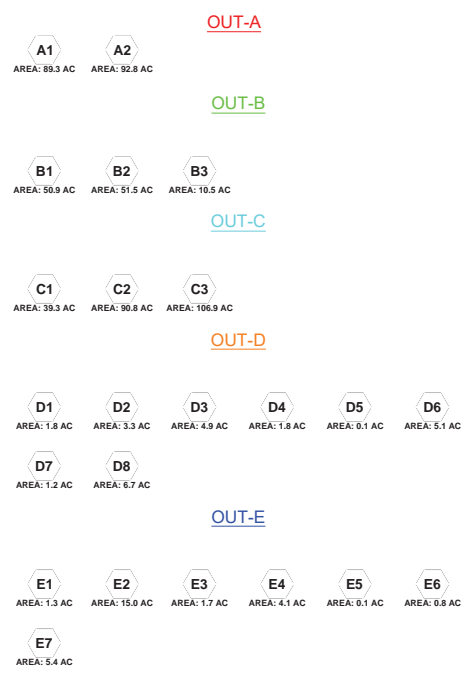 OUT-A
A1 A2
AREA: 89.3 AC AREA: 92.8 AC
OUT-B
B1 B2 B3
AREA: 50.9 AC AREA: 51.5 AC AREA: 10.5 AC
OUT-C
C1 C2 C3
AREA: 39.3 AC AREA: 90.8 AC AREA: 106.9 AC
OUT-D
D1 D2 D3 D4 D5 D6
AREA: 1.8 AC AREA: 3.3 AC AREA: 4.9 AC AREA: 1.8 AC AREA: 0.1 AC AREA: 5.1 AC
D7 D8
AREA: 1.2 AC AREA: 6.7 AC
OUT-E
E1 E2 E3 E4 E5 E6
AREA: 1.3 AC AREA: 15.0 AC AREA: 1.7 AC AREA: 4.1 AC AREA: 0.1 AC AREA: 0.8 AC
E7
AREA: 5.4 AC